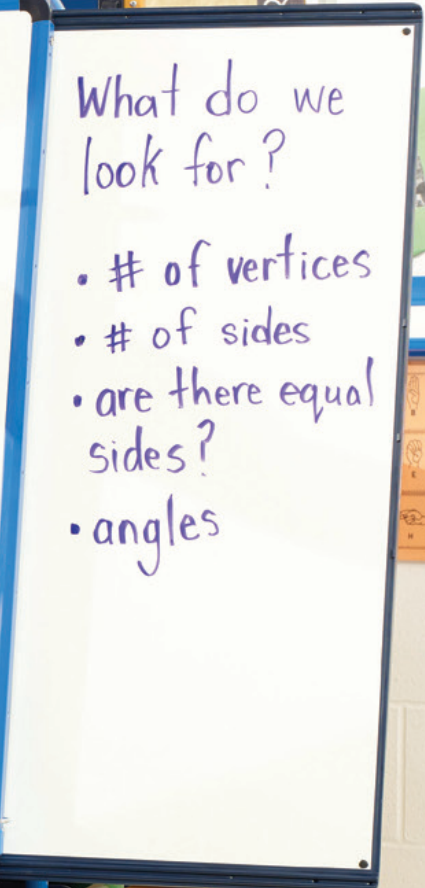 What do we
look for?
• # of vertices
• # of sides
• are there equal
sides?
• angles